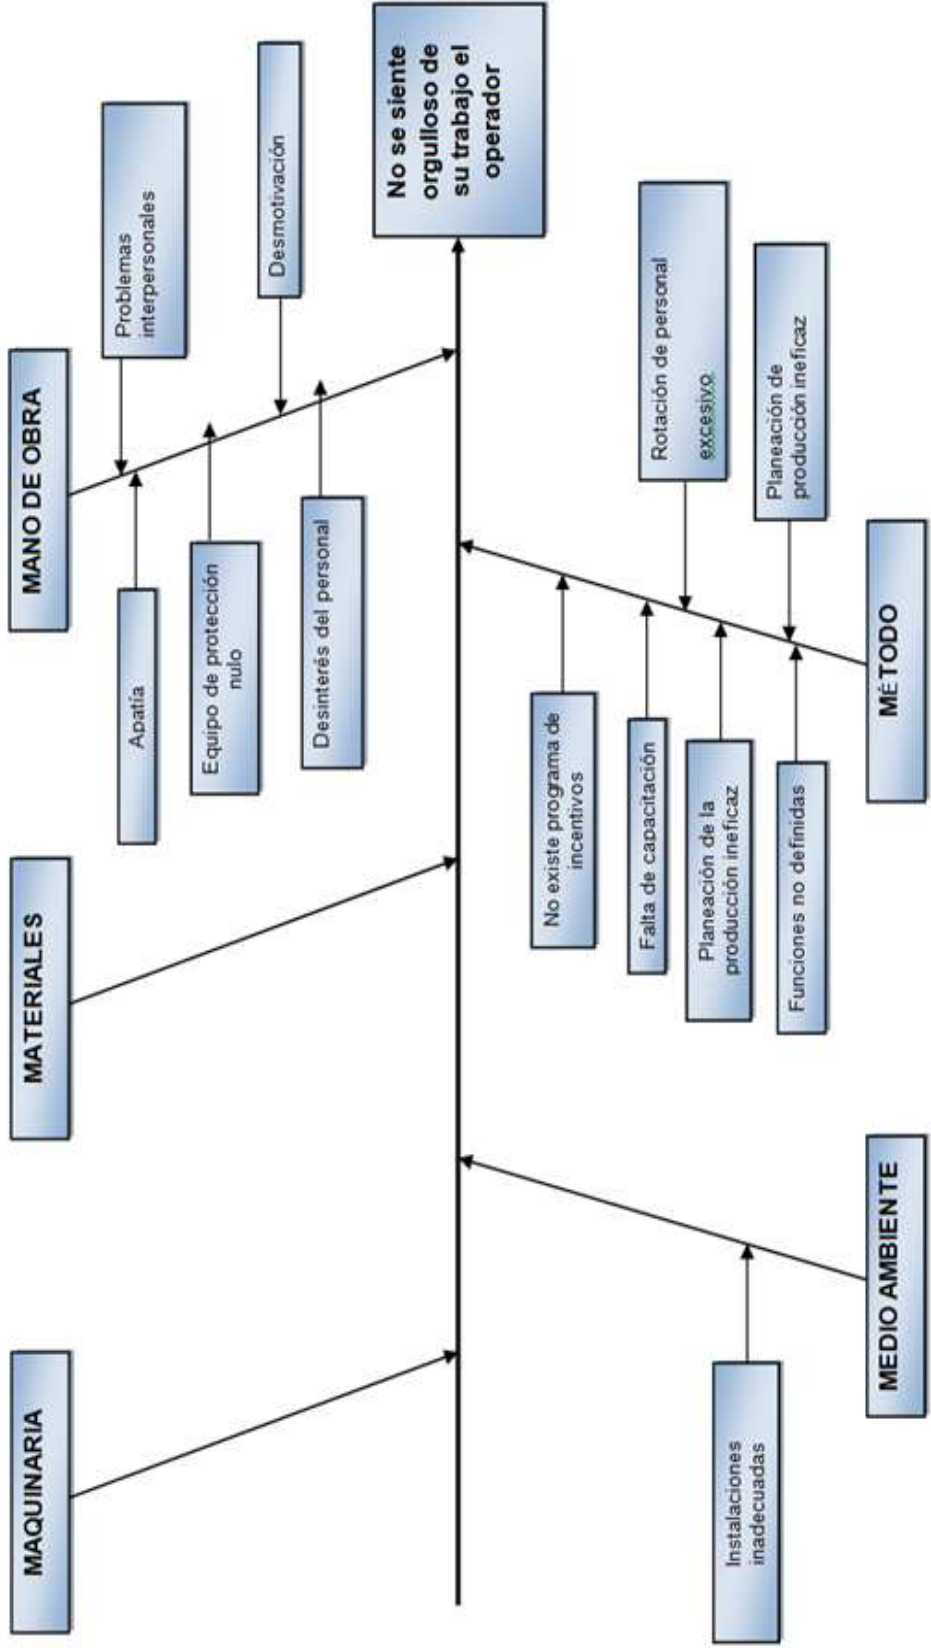 MAQUINARIA
MATERIALES
MANO DE OBRA
Problemas
interpersonales
Apatía
Equipo de protección
nulo
Desmotivación
Desinterés del personal
No se siente
orgulloso de
su trabajo el
operador
No existe programa de
incentivos
Falta de capacitación
Rotación de personal
excesivo
Planeación de la
producción ineficaz
Planeación de
producción ineficaz
Funciones no definidas
Instalaciones
inadecuadas
MEDIO AMBIENTE
MÉTODO